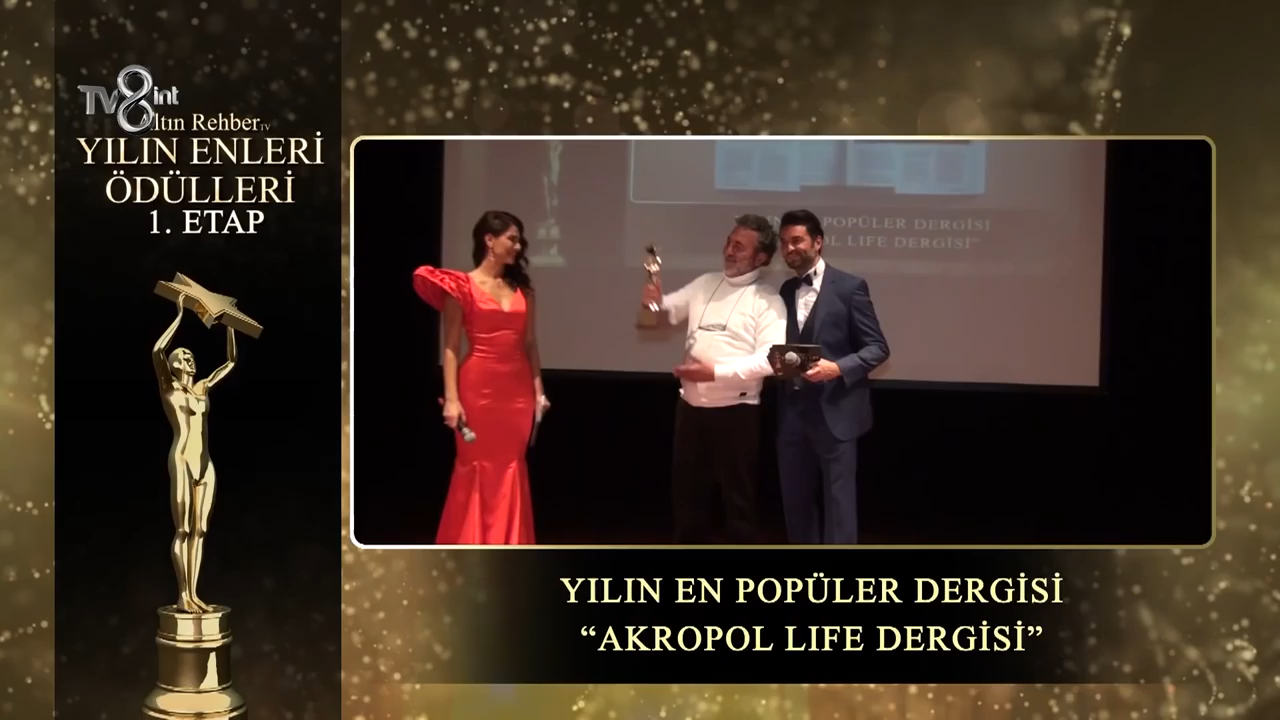 TV8int
Altın Rehber TV
YILIN ENLERİ
ÖDÜLLERİ
1. ETAP
POPÜLER DERGİSİ
LIFE DERGİSİ”
YILIN EN POPÜLER DERGİSİ
“AKROPOL LIFE DERGİSİ”